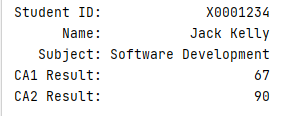 Student ID: X0001234
Name: Jack Kelly
Subject: Software Development
CA1 Result: 67
CA2 Result: 90